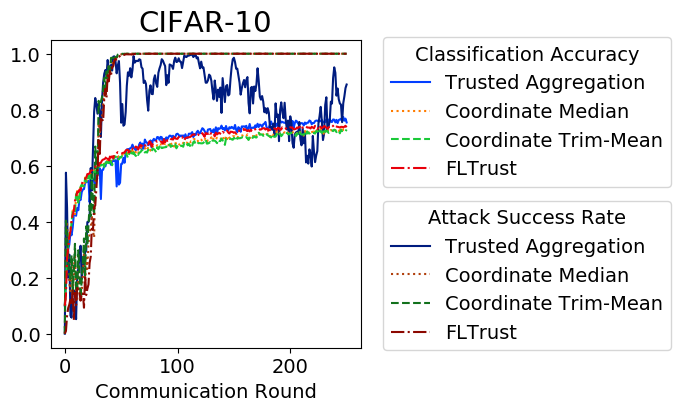 CIFAR-10
1.0
0.8
0.6
0.4
0.2
0.0
0
100
200
Communication Round
Classification Accuracy
Trusted Aggregation
Coordinate Median
Coordinate Trim-Mean
FLTrust
Attack Success Rate
Trusted Aggregation
Coordinate Median
Coordinate Trim-Mean
FLTrust